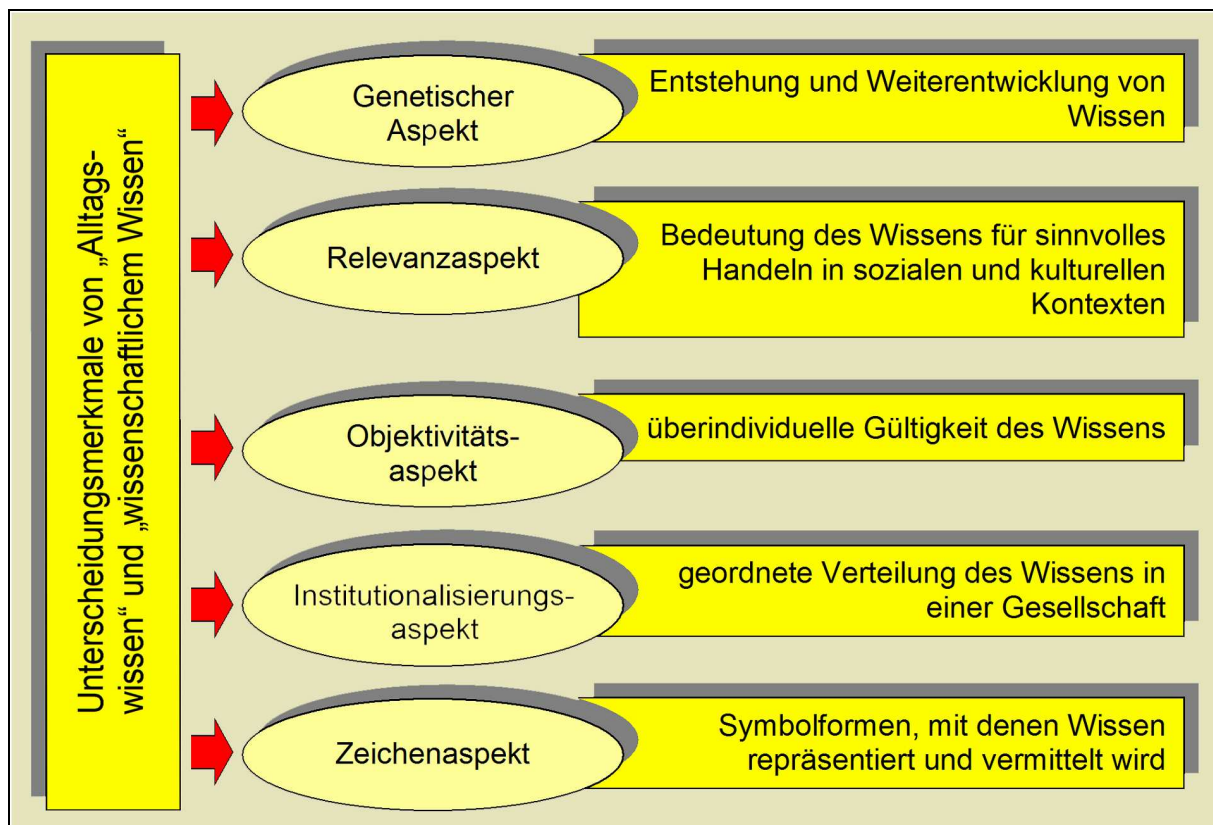 Unterscheidungsmerkmale von „Alltags-
wissen“ und „wissenschaftlichem Wissen“
Genetischer
Aspekt
Entstehung und Weiterentwicklung von
Wissen
Relevanzaspekt
Bedeutung des Wissens für sinnvolles
Handeln in sozialen und kulturellen
Kontexten
Objektivitäts-
aspekt
überindividuelle Gültigkeit des Wissens
Institutionalisierungs-
aspekt
geordnete Verteilung des Wissens in
einer Gesellschaft
Zeichenaspekt
Symbolformen, mit denen Wissen
repräsentiert und vermittelt wird